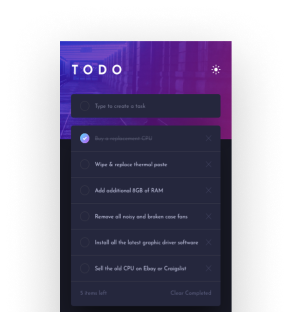 TODO
Type to create a task
Buy a replacement CPU
Wipe & replace thermal paste
Add additional 8GB of RAM
Remove all noisy and broken case fans
Install all the latest graphic driver software
Sell the old CPU on Ebay or Craigslist
items left
Clear Completed